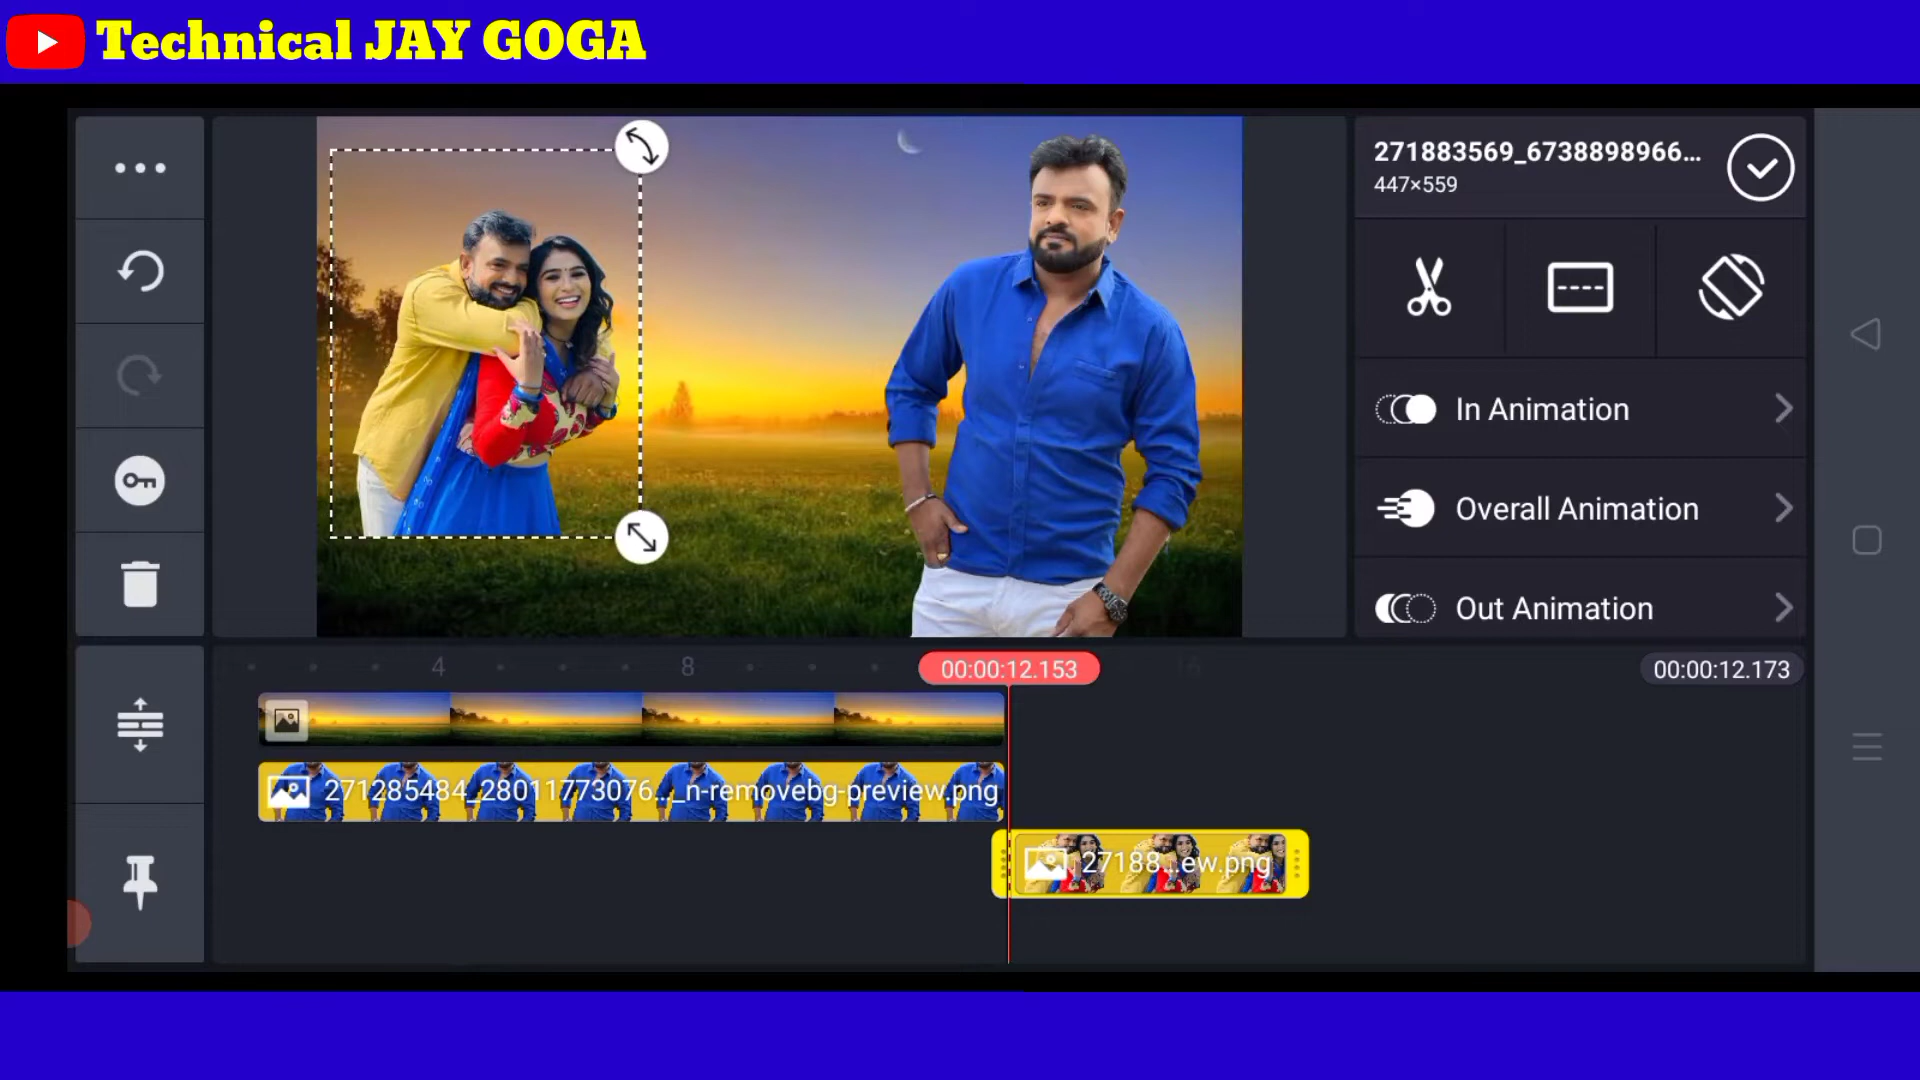 Technical JAY GOGA
271883569_6738898966...
447×559
In Animation
Overall Animation
Out Animation
4
8
00:00:12.153
16
00:00:12.173
271285484_28011773076..._n-removebg-preview.png
27188...ew.png